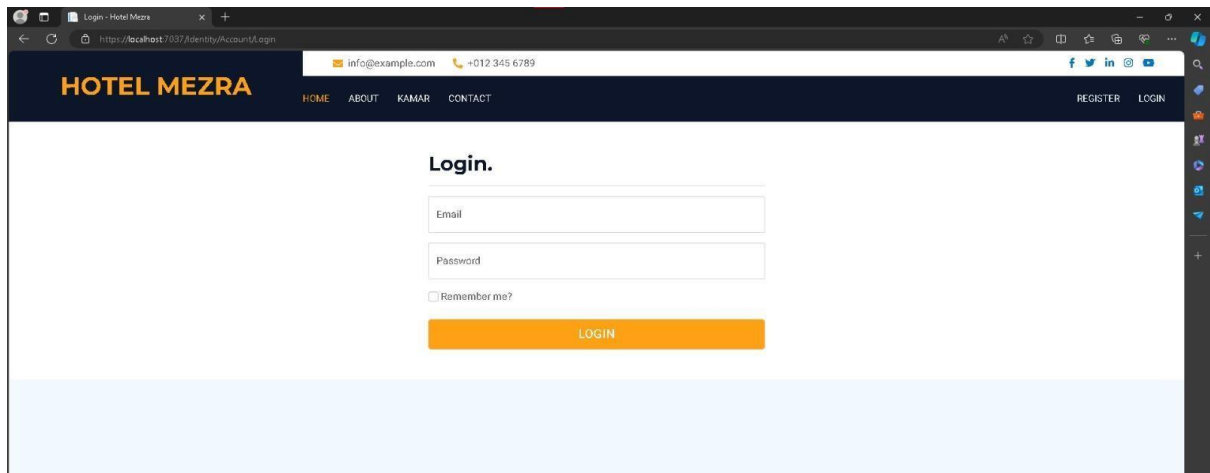 Login - Hotel Mezra
https://localhost:7037/Identity/Account/Login
info@example.com +012 345 6789
HOTEL MEZRA
HOME ABOUT KAMAR CONTACT REGISTER LOGIN
Login.
Email
Password
Remember me?
LOGIN